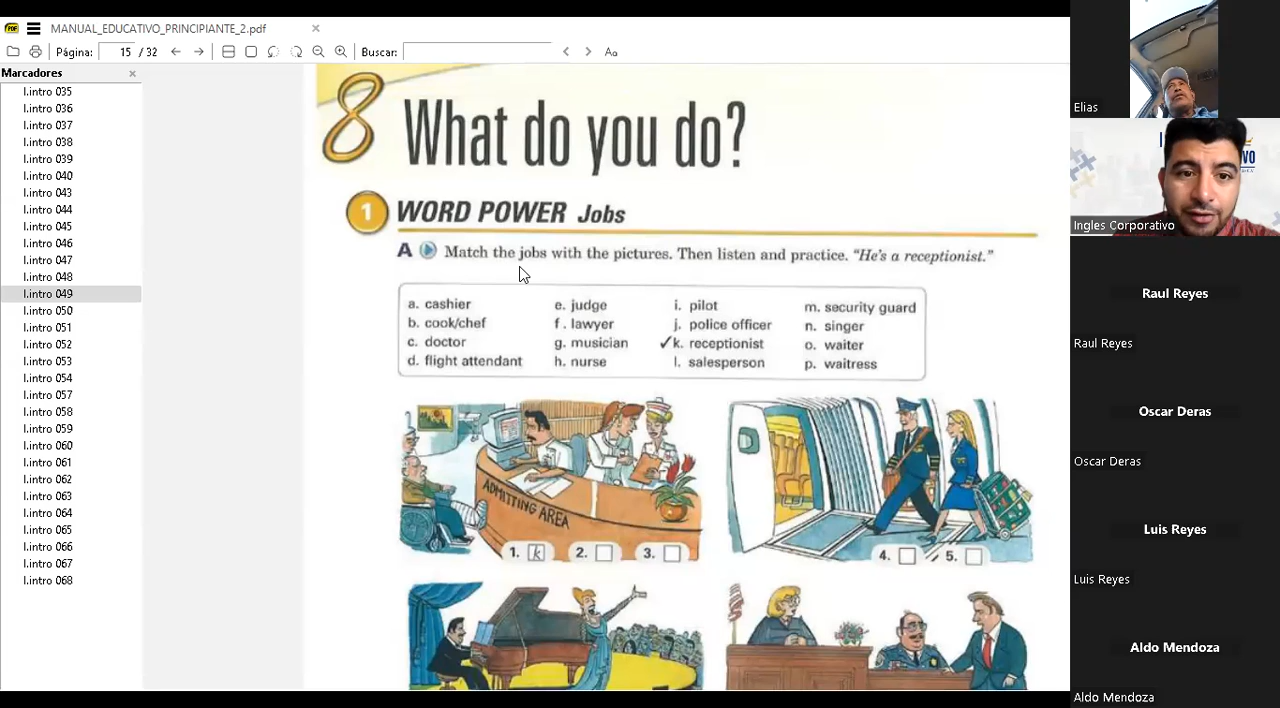 MANUAL_EDUCATIVO_PRINCIPIANTE_2.pdf
Página: 15 / 32 Buscar: Aa
Marcadores
I.intro 035
I.intro 036
I.intro 037
I.intro 038
I.intro 039
I.intro 040
I.intro 043
I.intro 044
I.intro 045
I.intro 046
I.intro 047
I.intro 048
I.intro 049
I.intro 050
I.intro 051
I.intro 052
I.intro 053
I.intro 054
I.intro 057
I.intro 058
I.intro 059
I.intro 060
I.intro 061
I.intro 062
I.intro 063
I.intro 064
I.intro 065
I.intro 066
I.intro 067
I.intro 068
8 What do you do?
1 WORD POWER Jobs
A Match the jobs with the pictures. Then listen and practice. “He's a receptionist.”
a. cashier
b. cook/chef
c. doctor
d. flight attendant
e. judge
f. lawyer
g. musician
h. nurse
i. pilot
j. police officer
✓k. receptionist
l. salesperson
m. security guard
n. singer
o. waiter
p. waitress
ADMITTING AREA
1. k 2. 3.
4. 5.
Elias
Ingles Corporativo
Raul Reyes
Raul Reyes
Oscar Deras
Oscar Deras
Luis Reyes
Luis Reyes
Aldo Mendoza
Aldo Mendoza